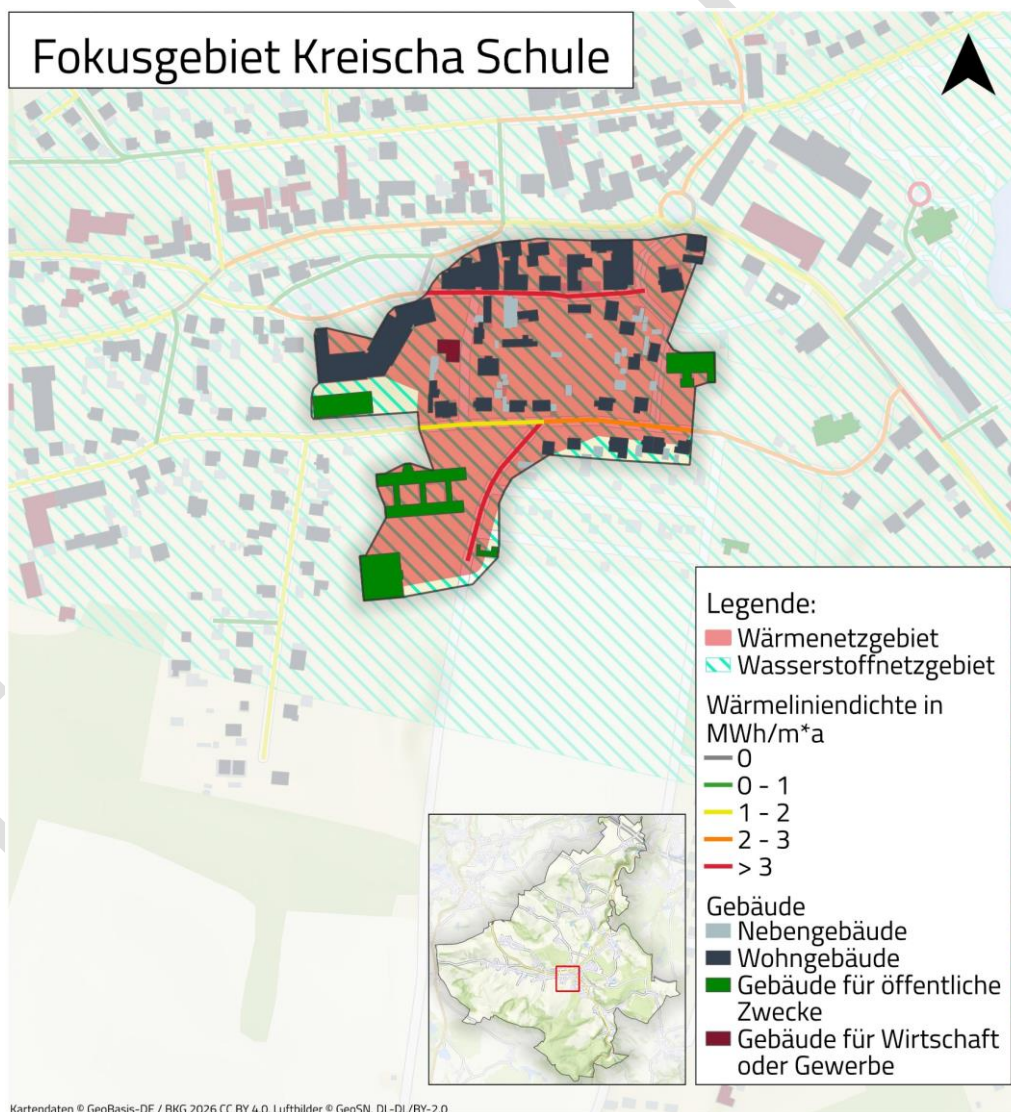 Fokusgebiet Kreischa Schule
Legende:
Wärmenetzgebiet
Wasserstoffnetzgebiet
Wärmeliniendichte in
MWh/m*a
0
0 - 1
1 - 2
2 - 3
> 3
Gebäude
Nebengebäude
Wohngebäude
Gebäude für öffentliche
Zwecke
Gebäude für Wirtschaft
oder Gewerbe
Kartendaten © GeoBasis-DE / BKG 2026 CC BY 4.0, Luftbilder © GeoSN, DL-DE/BY-2.0